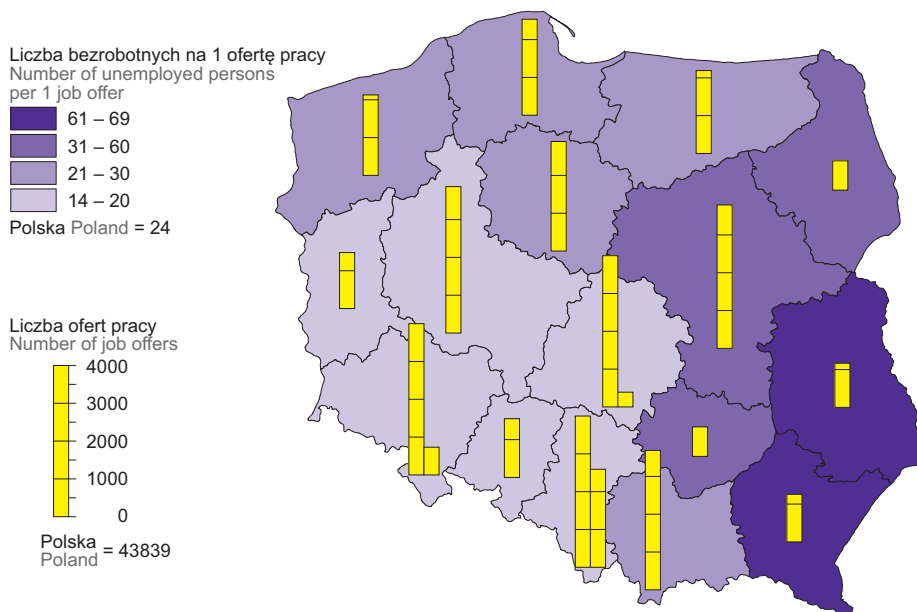 Liczba bezrobotnych na 1 ofertę pracy
Number of unemployed persons
per 1 job offer
61 – 69
31 – 60
21 – 30
14 – 20
Polska Poland = 24
Liczba ofert pracy
Number of job offers
4000
3000
2000
1000
0
Polska
Poland = 43839